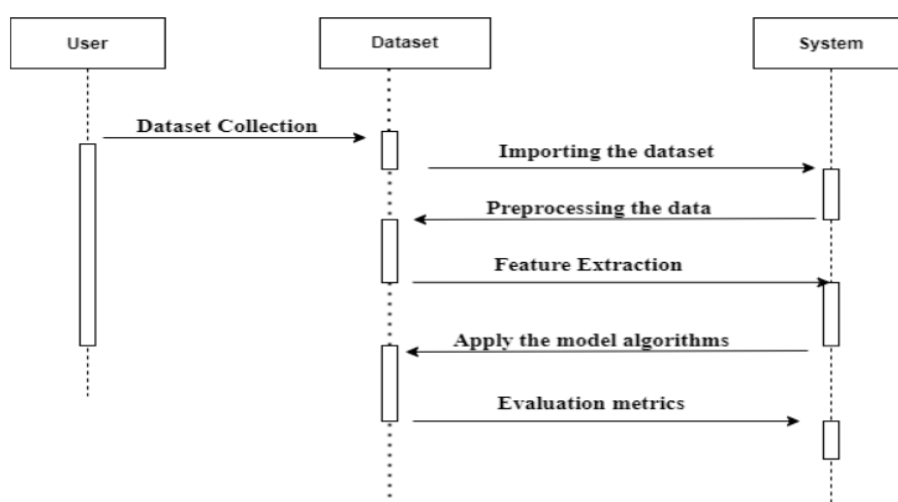 User
Dataset
System
Dataset Collection
Importing the dataset
Preprocessing the data
Feature Extraction
Apply the model algorithms
Evaluation metrics